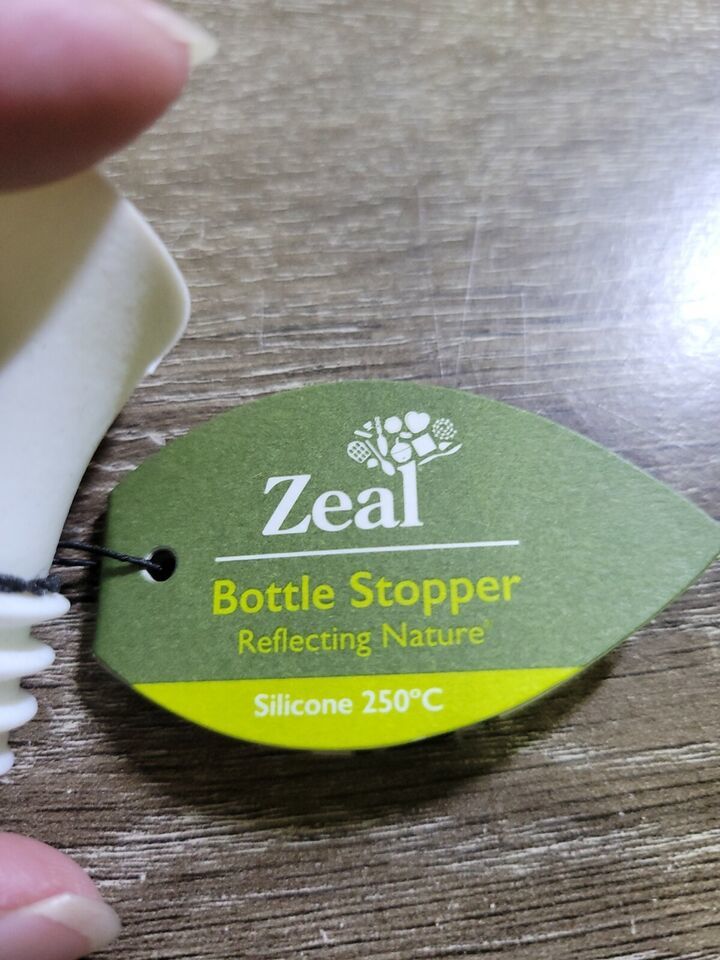 Zeal
Bottle Stopper
Reflecting Nature
Silicone 250°C